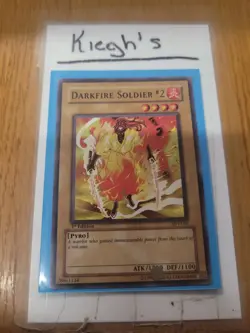 Kiegh's
DARKFIRE SOLDIER #2
1st Edition
[PYRO]
A warrior who gained immeasurable power from the heart of
a volcano.
ATK/1700 DEF/1100